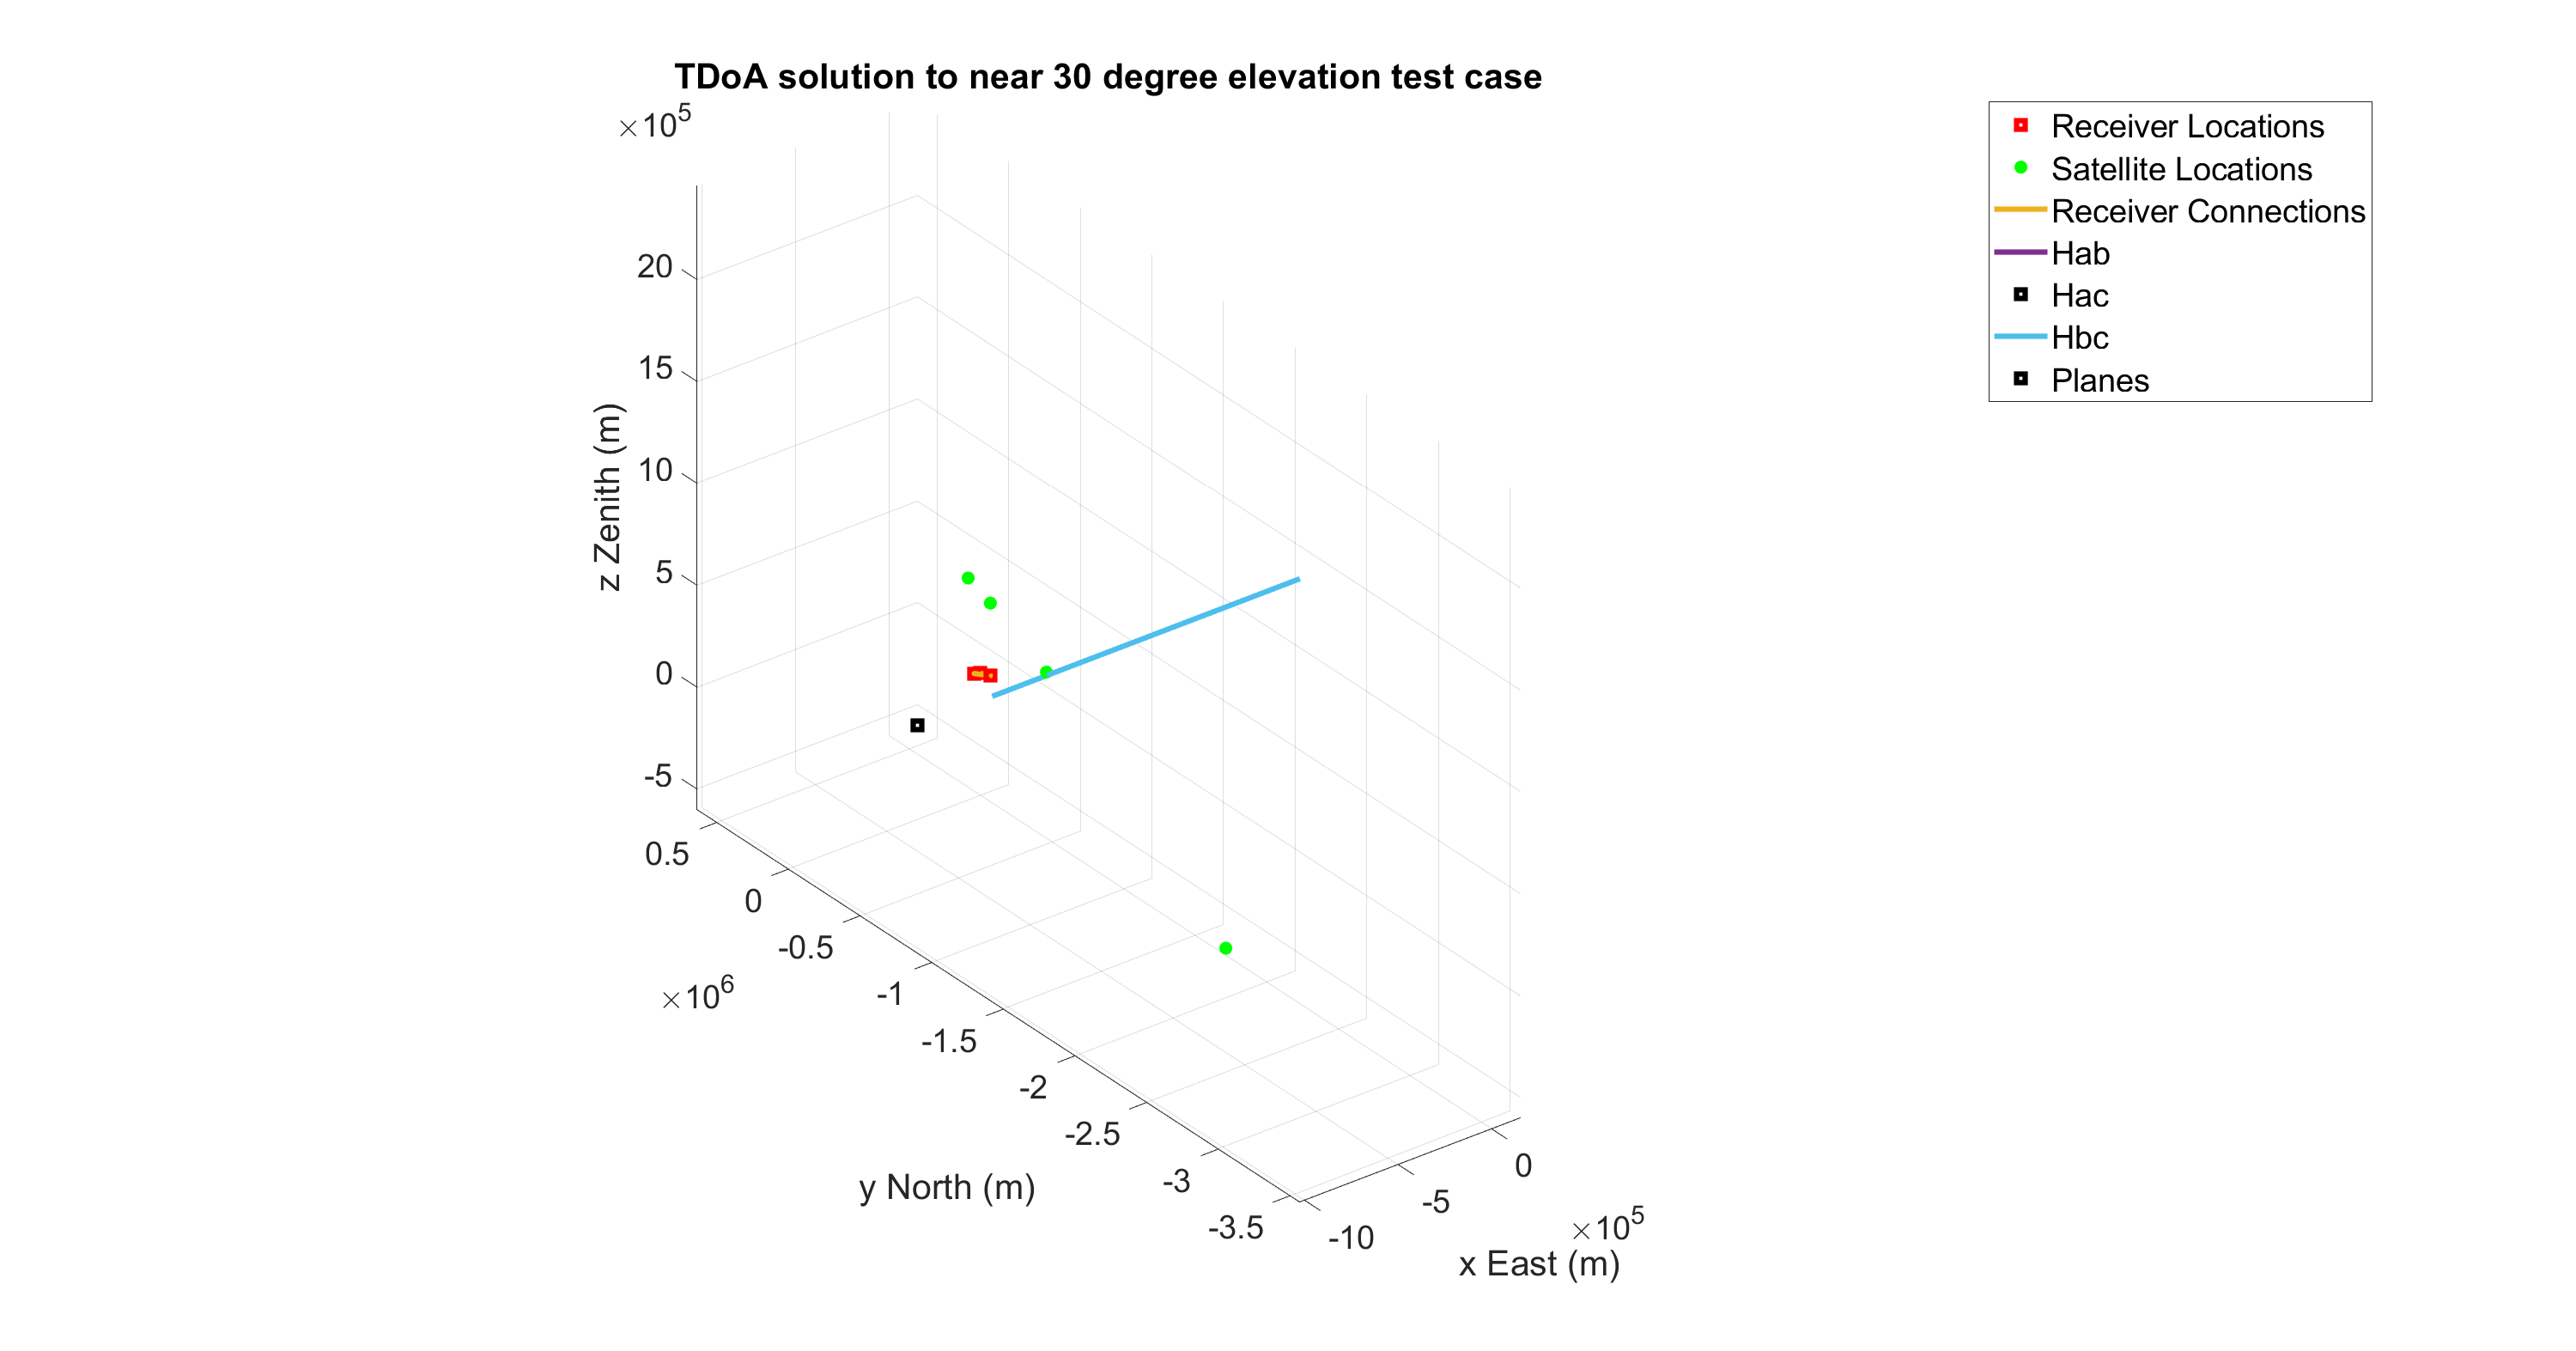 TDoA solution to near 30 degree elevation test case
×10^5
20
15
10
5
0
-5
z Zenith (m)
0.5
0
-0.5
-1
-1.5
-2
-2.5
-3
-3.5
×10^6
y North (m)
-10
-5
0
×10^5
x East (m)
Receiver Locations
Satellite Locations
Receiver Connections
Hab
Hac
Hbc
Planes